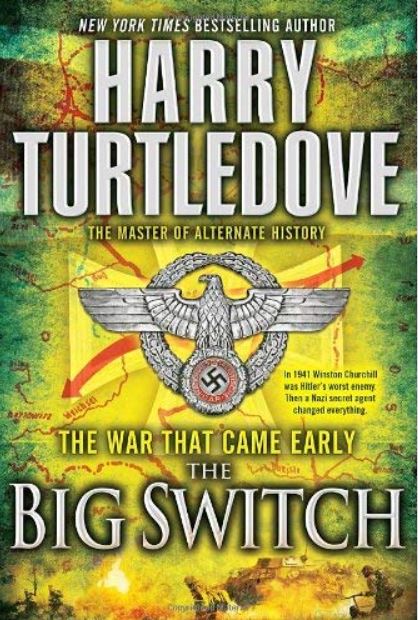 NEW YORK TIMES BESTSELLING AUTHOR
HARRY
TURTLEDOVE
THE MASTER OF ALTERNATE HISTORY
In 1941 Winston Churchill
was Hitler's worst enemy.
Then a Nazi secret agent
changed everything.
THE WAR THAT CAME EARLY
THE
BIG SWITCH